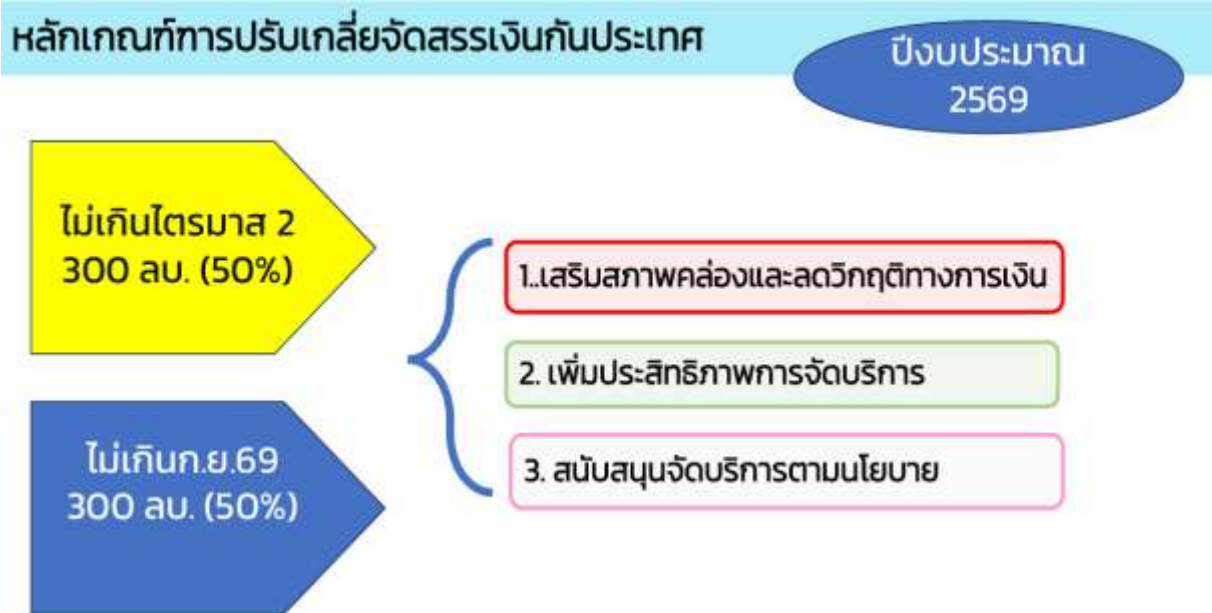 หลักเกณฑ์การปรับเกลี่ยจัดสรรเงินกันประเทศ
ปีงบประมาณ
2569
ไม่เกินไตรมาส 2
300 ลบ. (50%)
1..เสริมสภาพคล่องและลดวิกฤติทางการเงิน
2. เพิ่มประสิทธิภาพการจัดบริการ
3. สนับสนุนจัดบริการตามนโยบาย
ไม่เกินก.ย.69
300 ลบ. (50%)